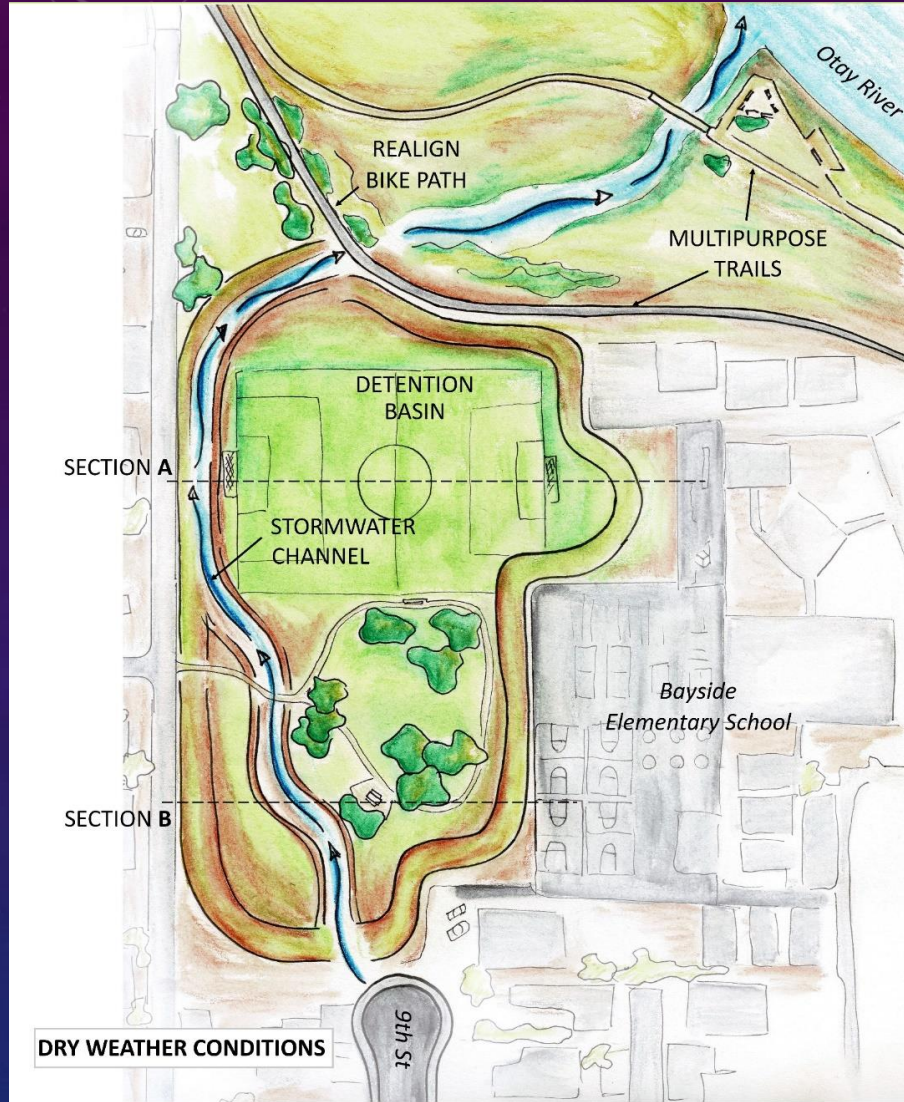 Otay River
REALIGN
BIKE PATH
MULTIPURPOSE
TRAILS
DETENTION
BASIN
SECTION A
STORMWATER
CHANNEL
Bayside
Elementary School
SECTION B
9th St
DRY WEATHER CONDITIONS